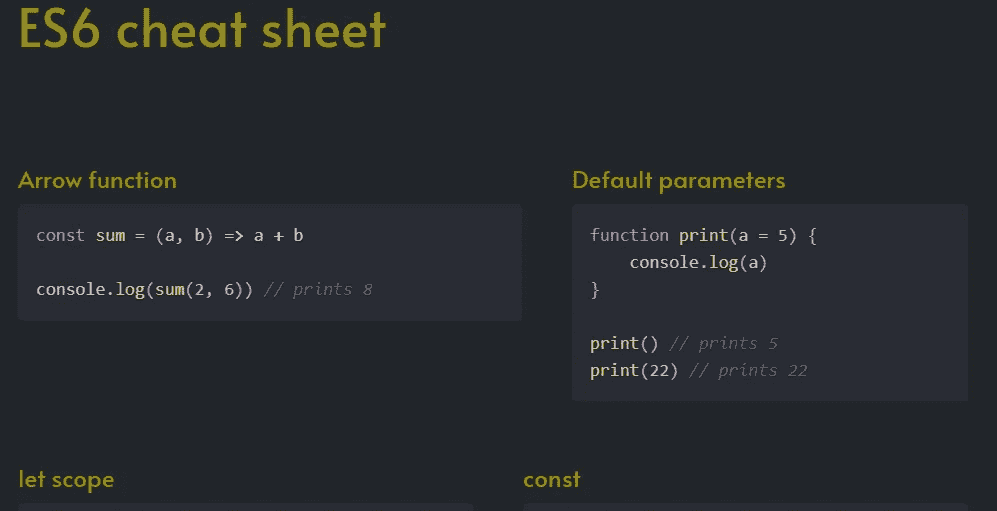 ES6 cheat sheet
Arrow function
const sum = (a, b) => a + b
console.log(sum(2, 6)) // prints 8
Default parameters
function print(a = 5) {
    console.log(a)
}
print() // prints 5
print(22) // prints 22
let scope
const